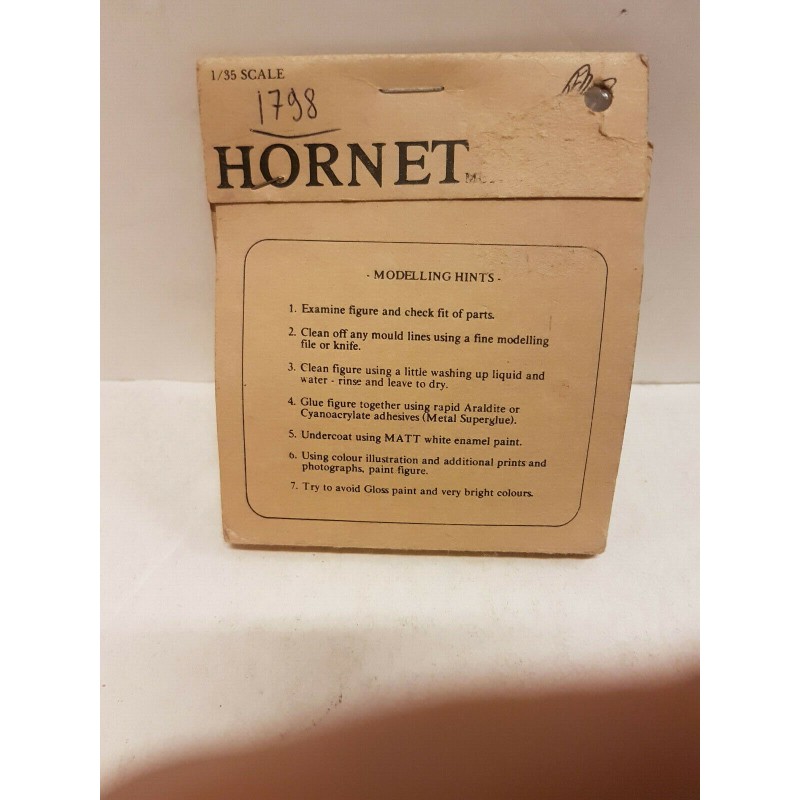 1/35 SCALE
1798
HORNET
- MODELLING HINTS -
1. Examine figure and check fit of parts.
2. Clean off any mould lines using a fine modelling
file or knife.
3. Clean figure using a little washing up liquid and
water - rinse and leave to dry.
4. Glue figure together using rapid Araldite or
Cyanoacrylate adhesives (Metal Superglue).
5. Undercoat using MATT white enamel paint.
6. Using colour illustration and additional prints and
photographs, paint figure.
7. Try to avoid Gloss paint and very bright colours.